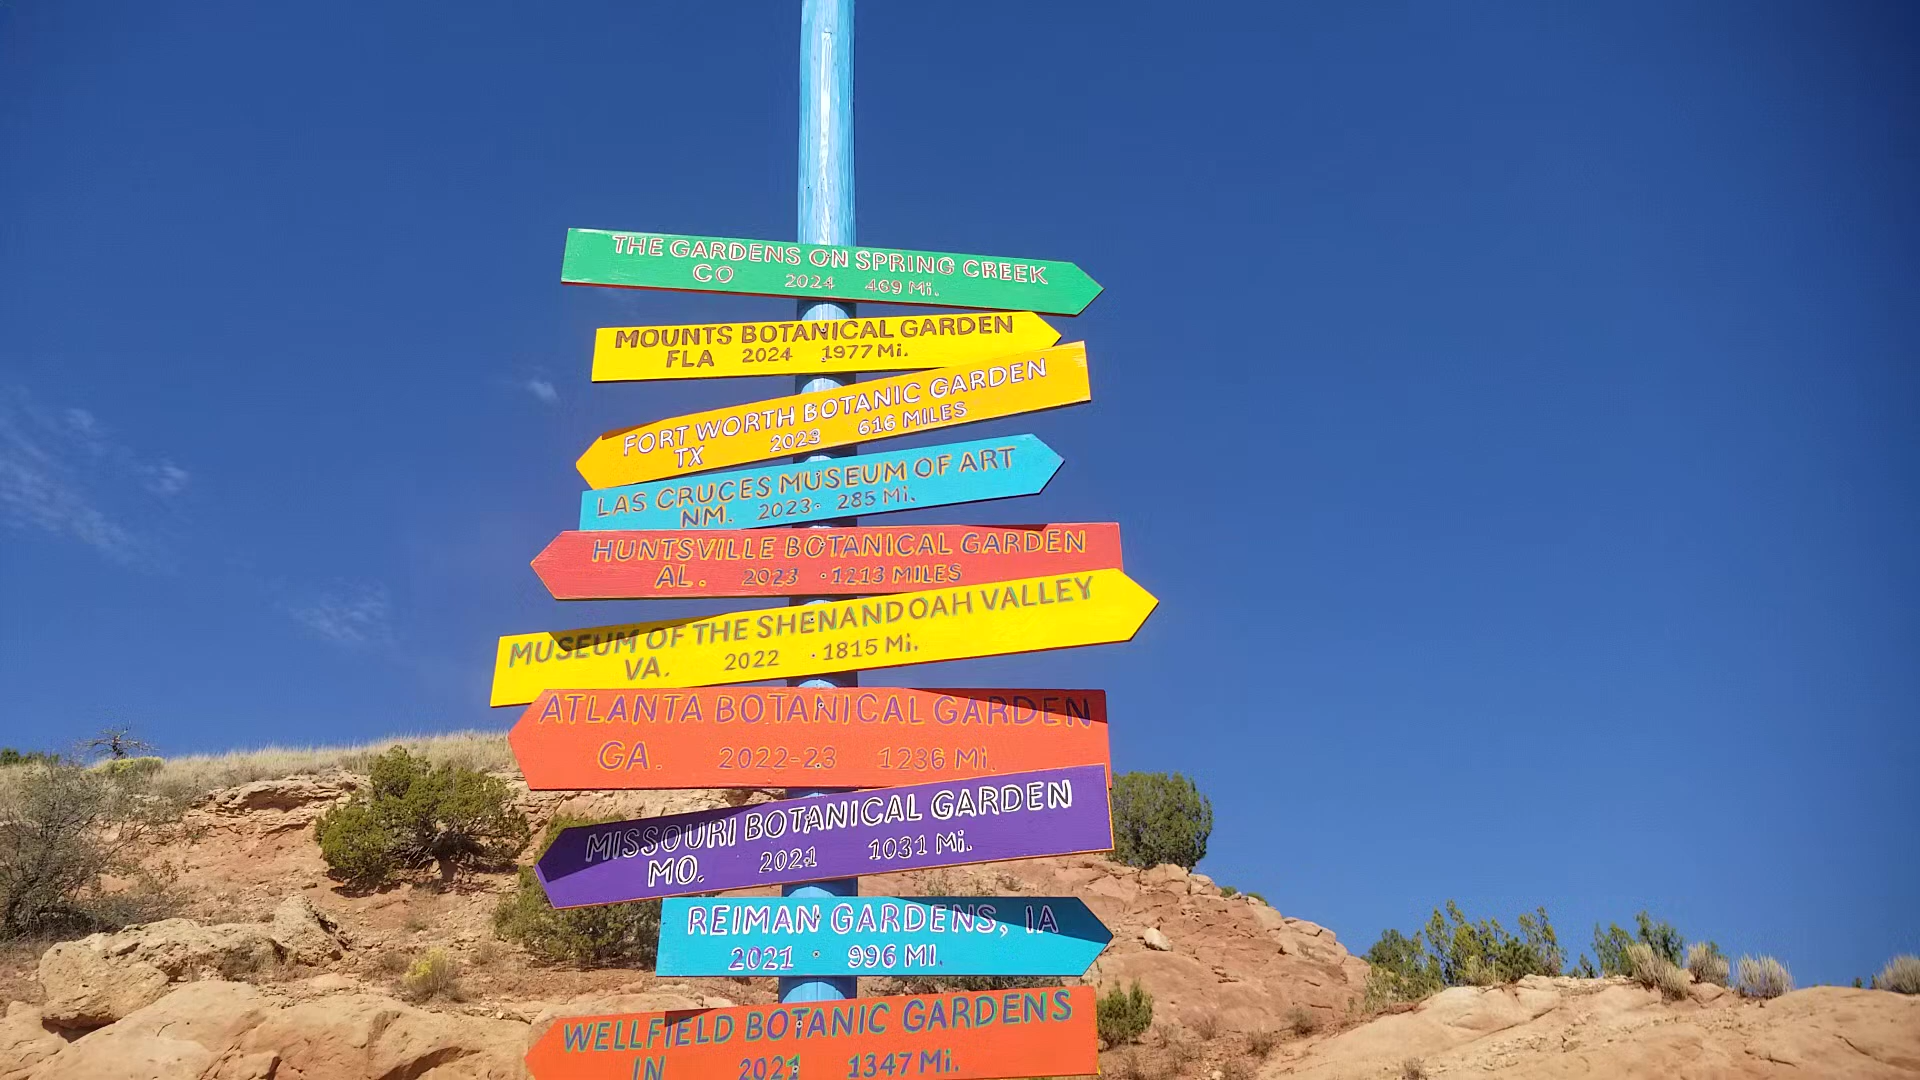 THE GARDENS ON SPRING CREEK
CO 2024 469 Mi.
MOUNTS BOTANICAL GARDEN
FLA 2024 1977 Mi.
FORT WORTH BOTANIC GARDEN
TX 2023 616 MILES
LAS CRUCES MUSEUM OF ART
NM. 2023· 285 Mi.
HUNTSVILLE BOTANICAL GARDEN
AL. 2023 ·1213 MILES
MUSEUM OF THE SHENANDOAH VALLEY
VA. 2022 ·1815 Mi.
ATLANTA BOTANICAL GARDEN
GA. 2022-23 1236 Mi.
MISSOURI BOTANICAL GARDEN
MO. 2021 1031 Mi.
REIMAN GARDENS, IA
2021 · 996 MI.
WELLFIELD BOTANIC GARDENS
IN 2021 1347 Mi.